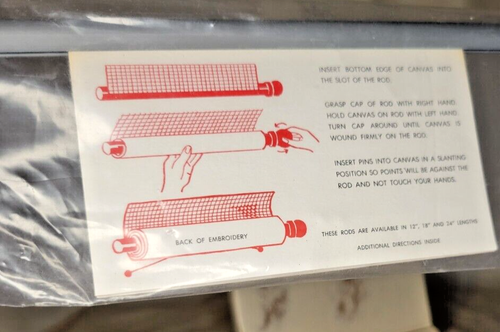 INSERT BOTTOM EDGE OF CANVAS INTO
THE SLOT OF THE ROD.
GRASP CAP OF ROD WITH RIGHT HAND.
HOLD CANVAS ON ROD WITH LEFT HAND
TURN CAP AROUND UNTIL CANVAS IS
WOUND FIRMLY ON THE ROD.
INSERT PINS INTO CANVAS IN A SLANTING
POSITION SO POINTS WILL BE AGAINST THE
ROD AND NOT TOUCH YOUR HANDS.
BACK OF EMBROIDERY
THESE RODS ARE AVAILABLE IN 12", 18" AND 24" LENGTHS
ADDITIONAL DIRECTIONS INSIDE